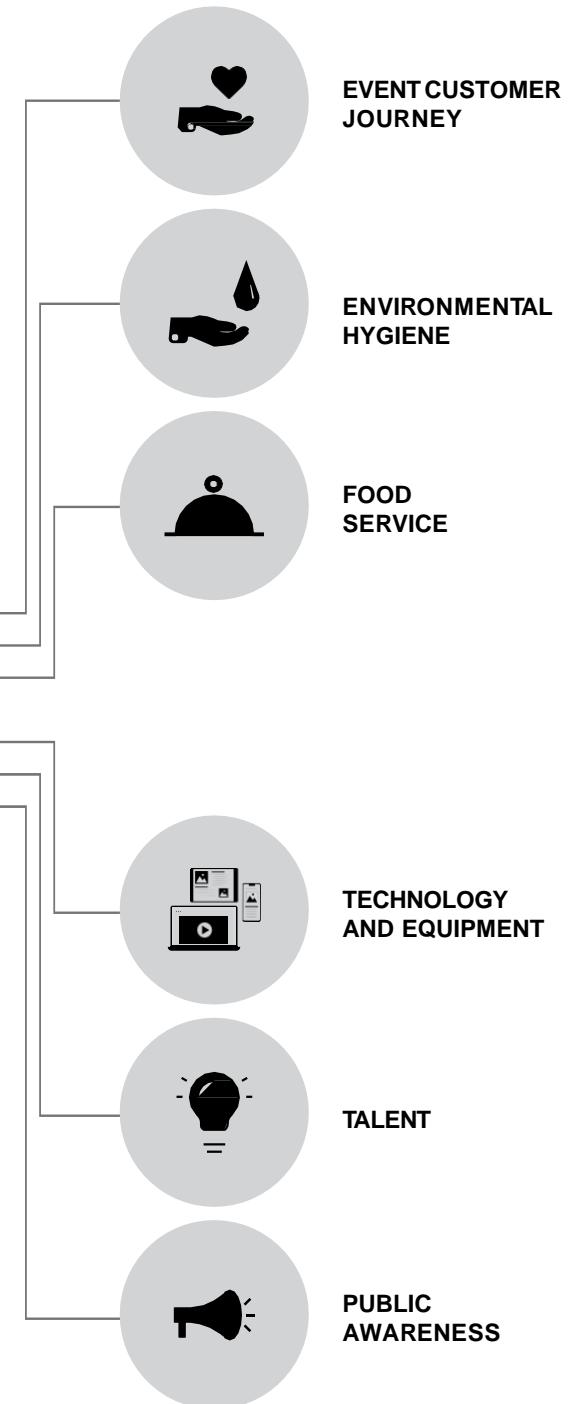 EVENT CUSTOMER
JOURNEY
ENVIRONMENTAL
HYGIENE
FOOD
SERVICE
TECHNOLOGY
AND EQUIPMENT
TALENT
PUBLIC
AWARENESS